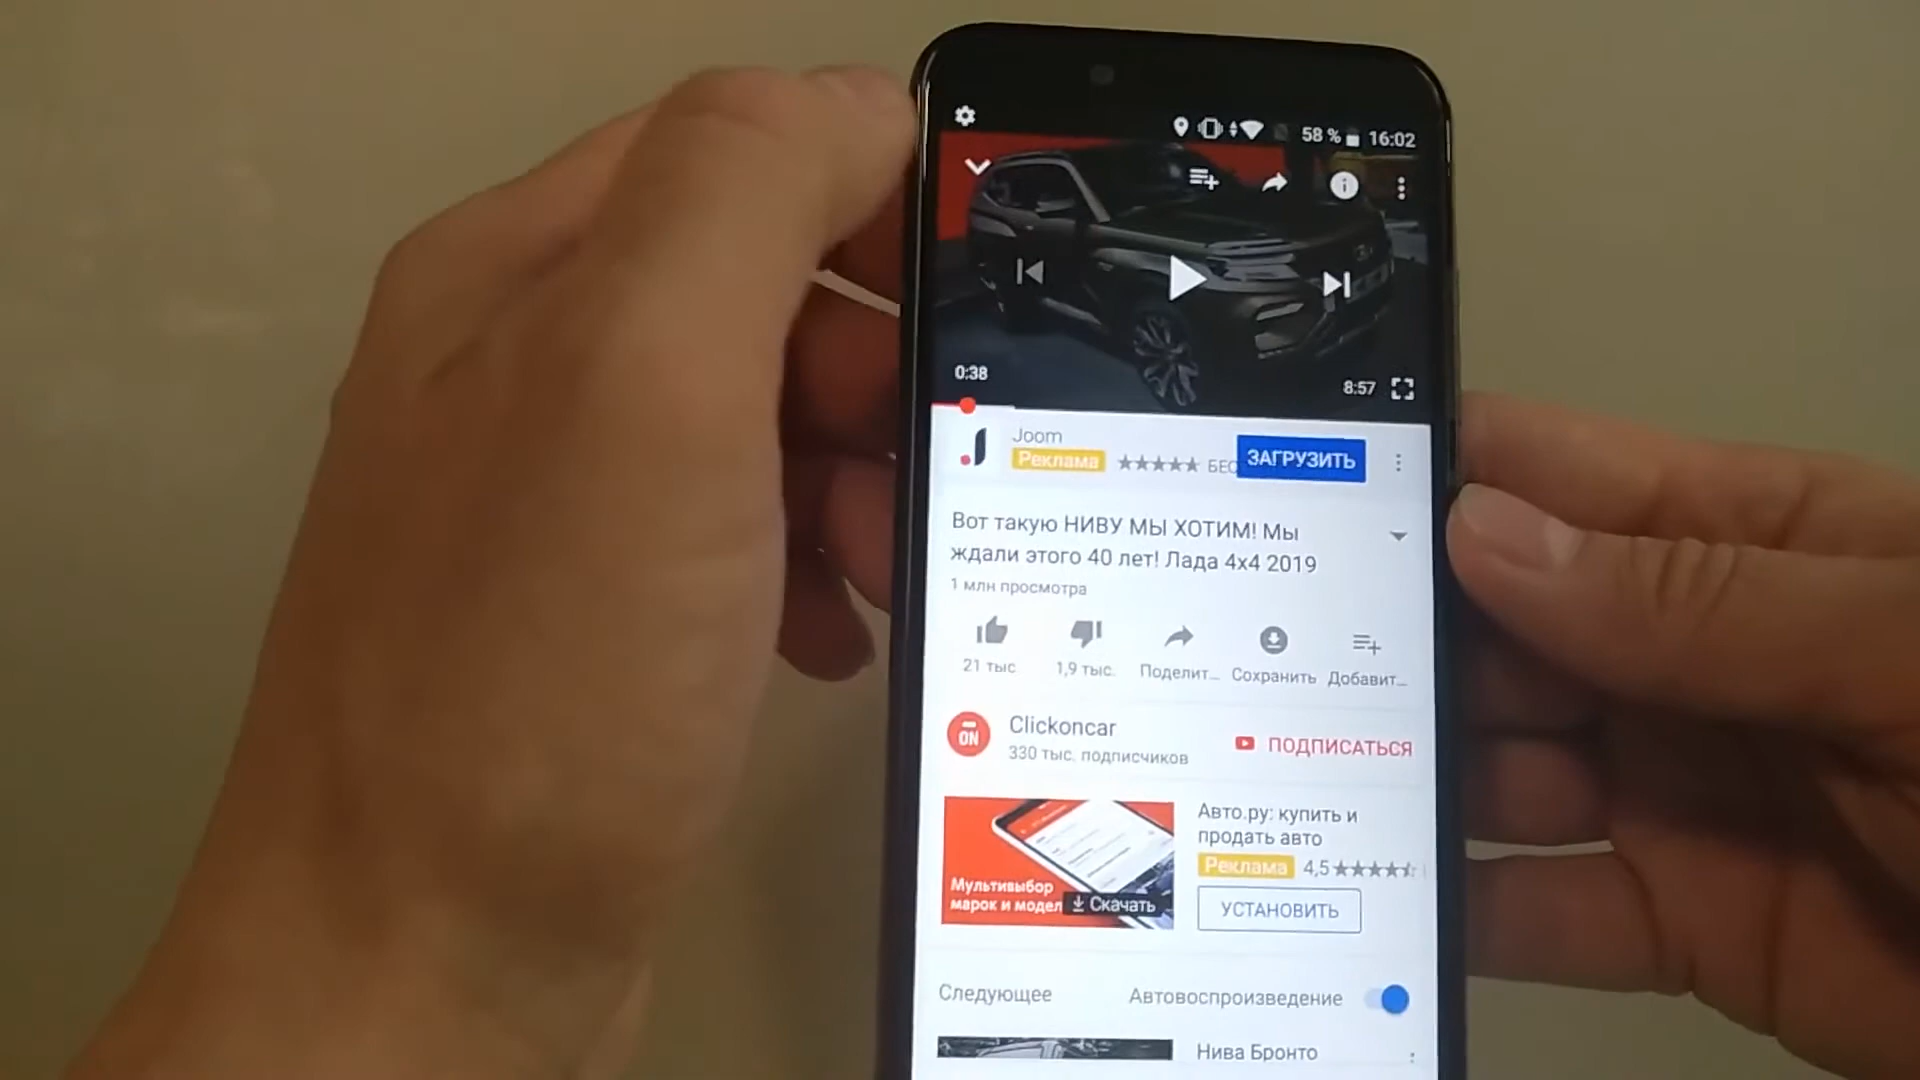 58 % 16:02
0:38
8:57
Joom
Реклама
ЗАГРУЗИТЬ
Вот такую НИВУ МЫ ХОТИМ! Мы
ждали этого 40 лет! Лада 4х4 2019
1 млн просмотра
21 тыс.
1,9 тыс.
Поделит...
Сохранить
Добавит...
ON
Clickoncar
330 тыс. подписчиков
ПОДПИСАТЬСЯ
Мультивыбор
марок и модел
Скачать
Авто.ру: купить и
продать авто
Реклама 4,5
УСТАНОВИТЬ
Следующее
Автовоспроизведение
Нива Бронто